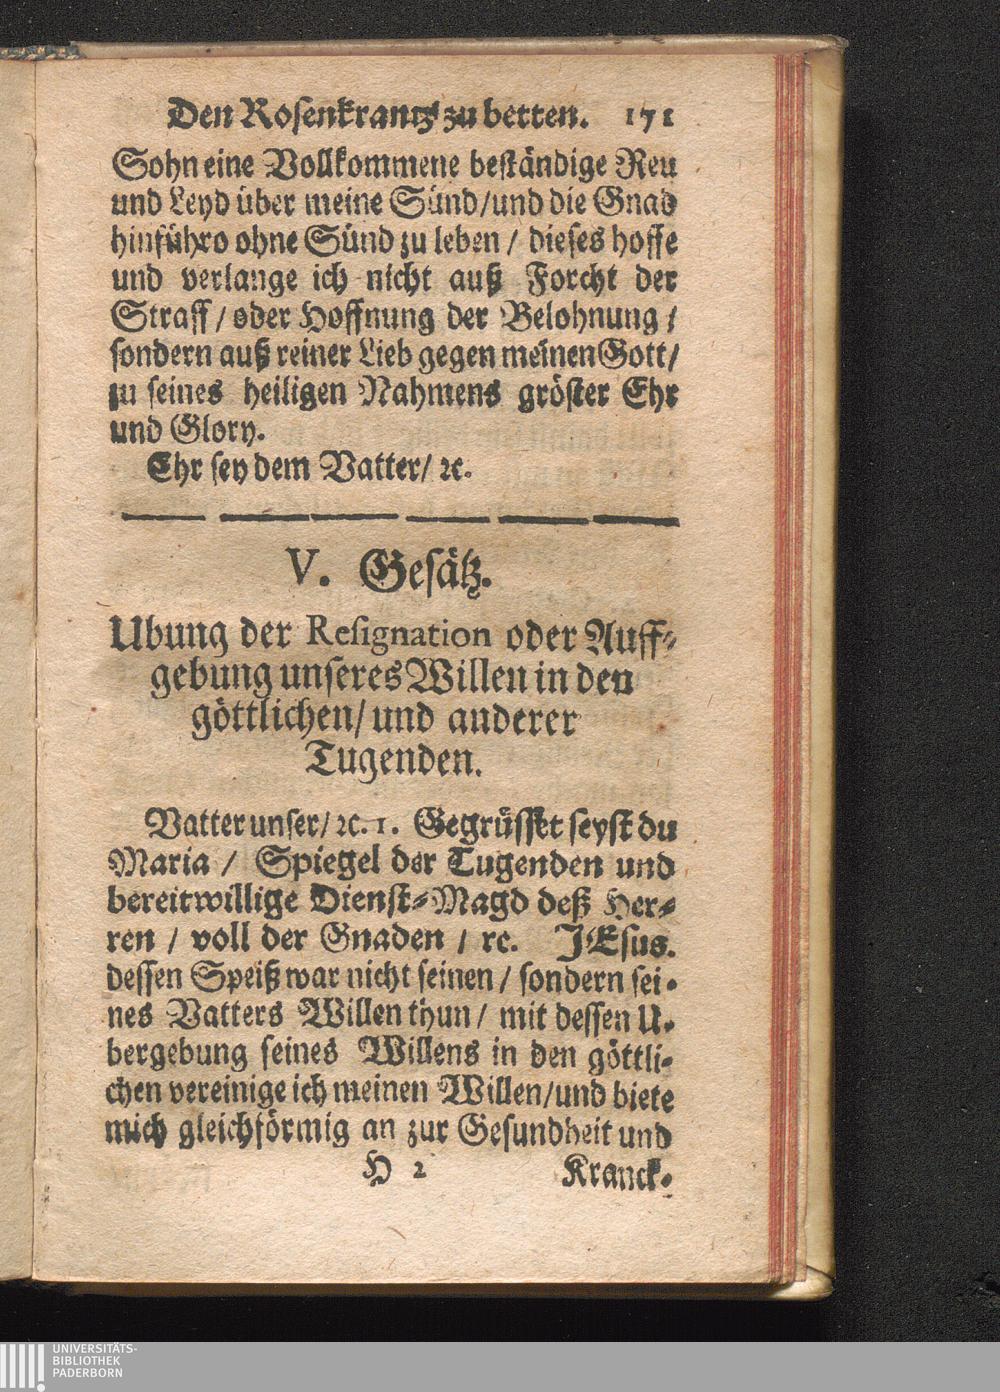 Den Rosenkrantz zu betten. 171
Sohn eine Vollkommene beständige Reu
und Leyd über meine Sünd/und die Gnad
hinführo ohne Sünd zu leben / dieses hoffe
und verlange ich nicht auß Forcht der
Straff / oder Hoffnung der Belohnung /
sondern auß reiner Lieb gegen meinen Gott/
zu seines heiligen Nahmens gröster Ehr
und Glory.
Ehr sey dem Vatter/ ꝛc.
V. Gesätz.
Ubung der Resignation oder Auff-
gebung unseres Willen in den
göttlichen/ und anderer
Tugenden.
Vatter unser/ ꝛc. 1. Gegrüsset seyst du
Maria / Spiegel der Tugenden und
bereitwillige Dienst-Magd deß Her-
ren / voll der Gnaden / ꝛc. JEsus.
dessen Speiß war nicht seinen / sondern sei-
nes Vatters Willen thun / mit dessen U-
bergebung seines Willens in den göttli-
chen vereinige ich meinen Willen/und biete
mich gleichförmig an zur Gesundheit und
H 2 Kranck-
UNIVERSITÄTS-
BIBLIOTHEK
PADERBORN